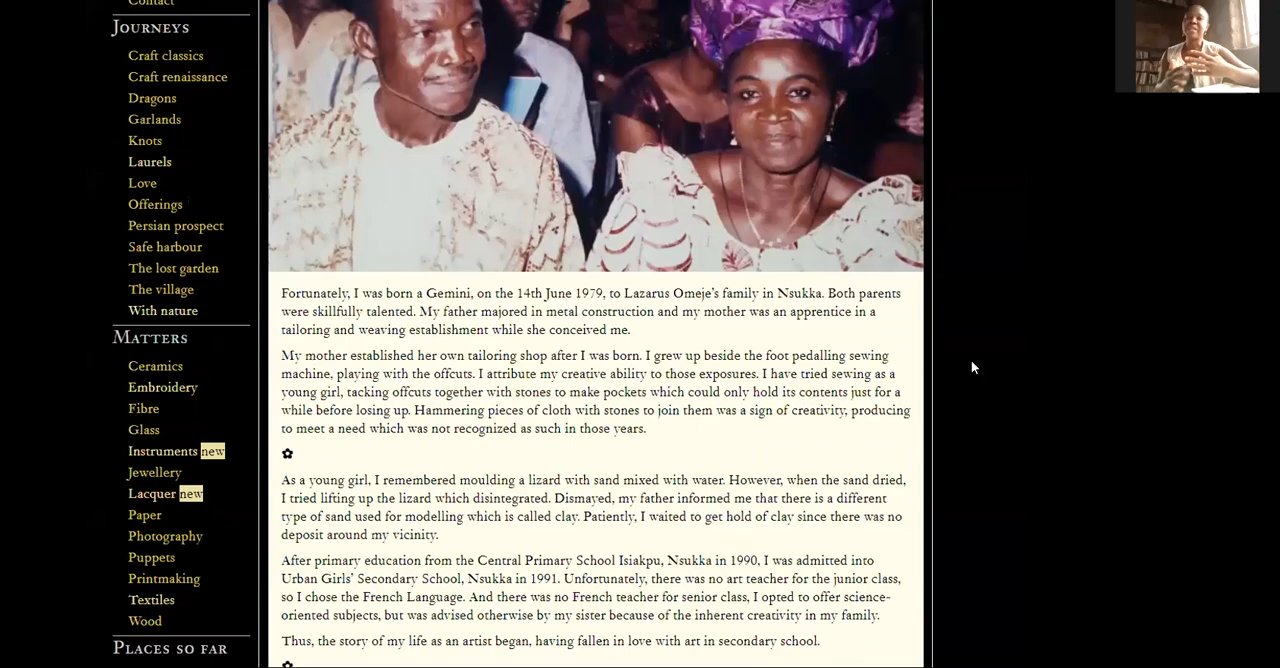 Contact
JOURNEYS
Craft classics
Craft renaissance
Dragons
Garlands
Knots
Laurels
Love
Offerings
Persian prospect
Safe harbour
The lost garden
The village
With nature
MATTERS
Ceramics
Embroidery
Fibre
Glass
Instruments new
Jewellery
Lacquer new
Paper
Photography
Puppets
Printmaking
Textiles
Wood
PLACES SO FAR
Fortunately, I was born a Gemini, on the 14th June 1979, to Lazarus Omeje's family in Nsukka. Both parents
were skillfully talented. My father majored in metal construction and my mother was an apprentice in a
tailoring and weaving establishment while she conceived me.
My mother established her own tailoring shop after I was born. I grew up beside the foot pedalling sewing
machine, playing with the offcuts. I attribute my creative ability to those exposures. I have tried sewing as a
young girl, tacking offcuts together with stones to make pockets which could only hold its contents just for a
while before losing up. Hammering pieces of cloth with stones to join them was a sign of creativity, producing
to meet a need which was not recognized as such in those years.
As a young girl, I remembered moulding a lizard with sand mixed with water. However, when the sand dried,
I tried lifting up the lizard which disintegrated. Dismayed, my father informed me that there is a different
type of sand used for modelling which is called clay. Patiently, I waited to get hold of clay since there was no
deposit around my vicinity.
After primary education from the Central Primary School Isiakpu, Nsukka in 1990, I was admitted into
Urban Girls' Secondary School, Nsukka in 1991. Unfortunately, there was no art teacher for the junior class,
so I chose the French Language. And there was no French teacher for senior class, I opted to offer science-
oriented subjects, but was advised otherwise by my sister because of the inherent creativity in my family.
Thus, the story of my life as an artist began, having fallen in love with art in secondary school.